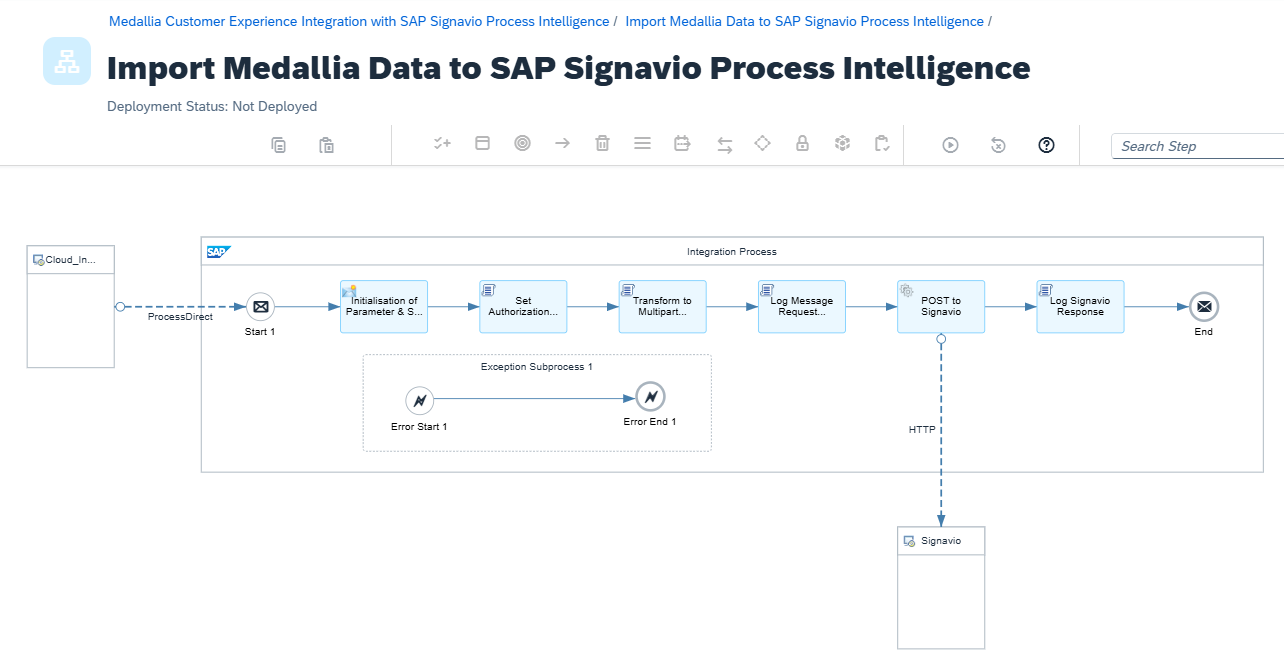 Medallia Customer Experience Integration with SAP Signavio Process Intelligence / Import Medallia Data to SAP Signavio Process Intelligence /
Import Medallia Data to SAP Signavio Process Intelligence
Deployment Status: Not Deployed
Search Step
SAP
Integration Process
Cloud_In...
ProcessDirect
Start 1
Initialisation of
Parameter & S...
Set
Authorization...
Transform to
Multipart...
Log Message
Request...
POST to
Signavio
Log Signavio
Response
End
Exception Subprocess 1
Error Start 1
Error End 1
HTTP
Signavio